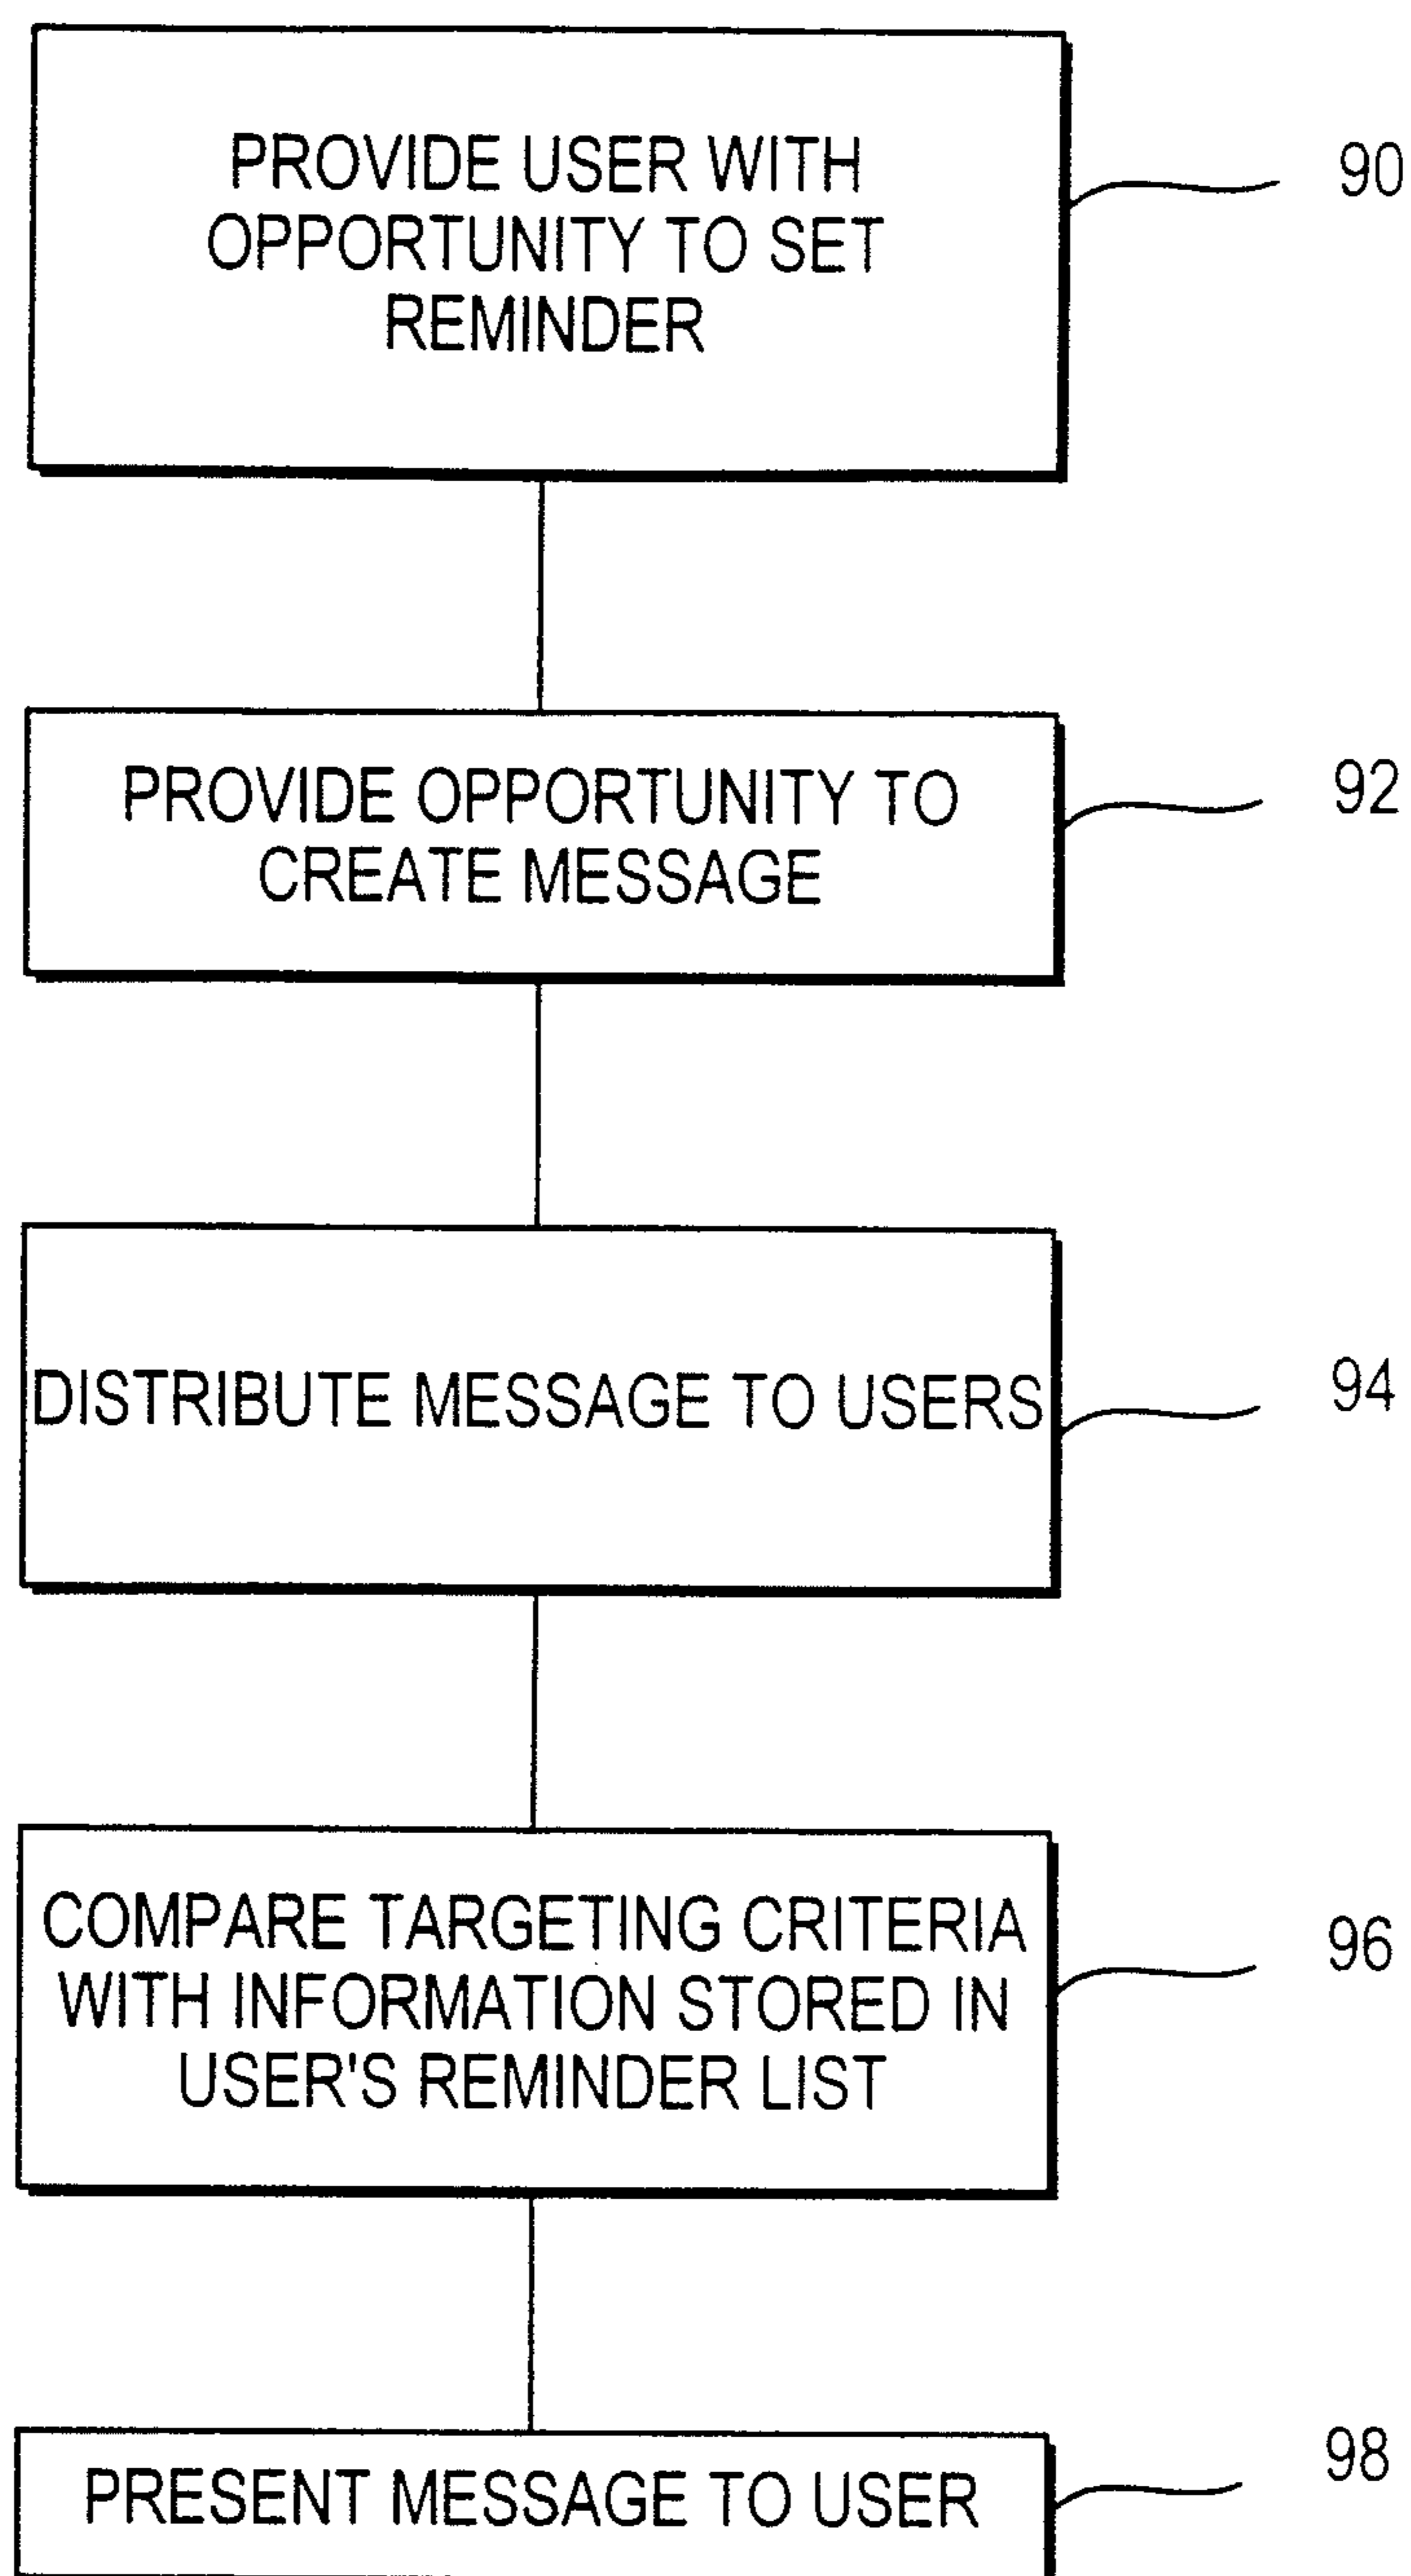 PROVIDE USER WITH
OPPORTUNITY TO SET
REMINDER
90
PROVIDE OPPORTUNITY TO
CREATE MESSAGE
92
DISTRIBUTE MESSAGE TO USERS
94
COMPARE TARGETING CRITERIA
WITH INFORMATION STORED IN
USER'S REMINDER LIST
96
PRESENT MESSAGE TO USER
98